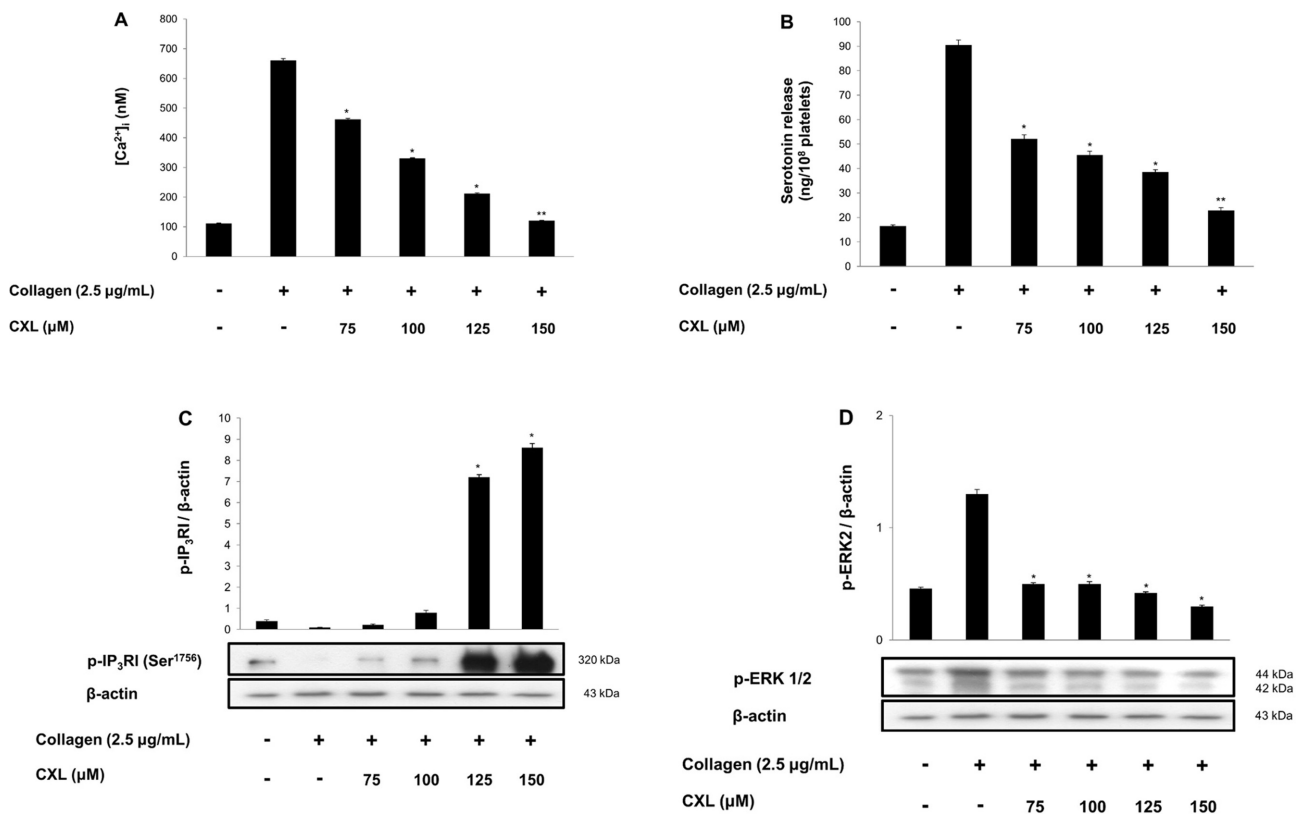 A
[Ca²⁺]ᵢ (nM)
800
700
600
500
400
300
200
100
0
*
*
*
**
Collagen (2.5 µg/mL) - + + + + +
CXL (µM) - - 75 100 125 150
B
Serotonin release
(ng/10⁸ platelets)
100
90
80
70
60
50
40
30
20
10
0
*
*
*
**
Collagen (2.5 µg/mL) - + + + + +
CXL (µM) - - 75 100 125 150
C
p-IP₃RI / β-actin
10
9
8
7
6
5
4
3
2
1
0
*
*
p-IP₃RI (Ser¹⁷⁵⁶) 320 kDa
β-actin 43 kDa
Collagen (2.5 µg/mL) - + + + + +
CXL (µM) - - 75 100 125 150
D
p-ERK2 / β-actin
2
1
0
*
*
*
*
p-ERK 1/2 44 kDa
42 kDa
β-actin 43 kDa
Collagen (2.5 µg/mL) - + + + + +
CXL (µM) - - 75 100 125 150